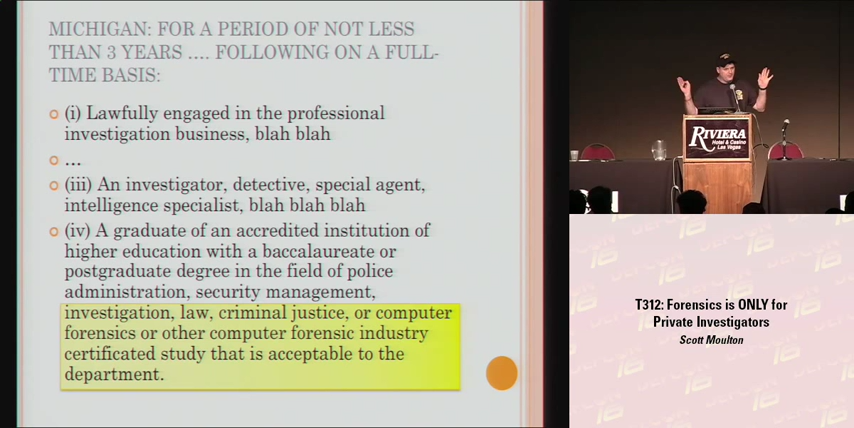 MICHIGAN: FOR A PERIOD OF NOT LESS
THAN 3 YEARS .... FOLLOWING ON A FULL-
TIME BASIS:
(i) Lawfully engaged in the professional
investigation business, blah blah
...
(iii) An investigator, detective, special agent,
intelligence specialist, blah blah blah
(iv) A graduate of an accredited institution of
higher education with a baccalaureate or
postgraduate degree in the field of police
administration, security management,
investigation, law, criminal justice, or computer
forensics or other computer forensic industry
certificated study that is acceptable to the
department.
RIVIERA
Hotel & Casino
Las Vegas
T312: Forensics is ONLY for
Private Investigators
Scott Moulton